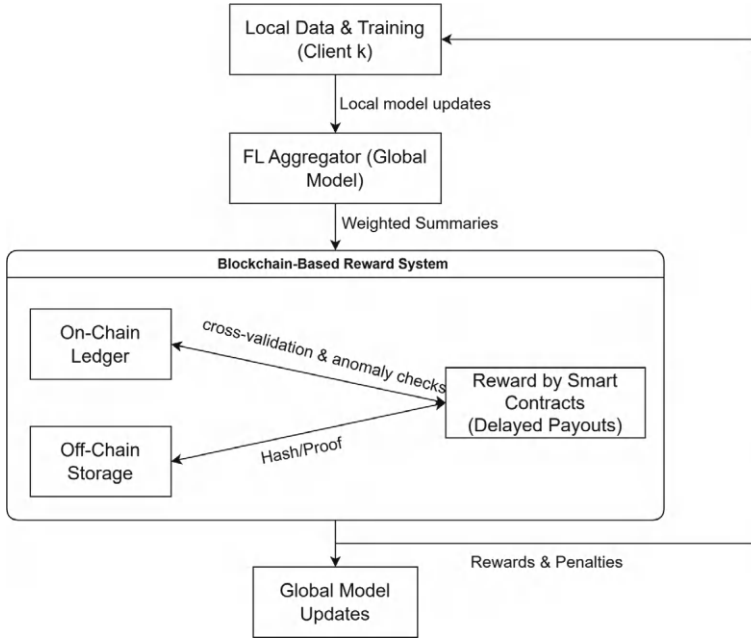 Local Data & Training
(Client k)
Local model updates
FL Aggregator (Global
Model)
Weighted Summaries
Blockchain-Based Reward System
On-Chain
Ledger
cross-validation & anomaly checks
Reward by Smart
Contracts
(Delayed Payouts)
Off-Chain
Storage
Hash/Proof
Rewards & Penalties
Global Model
Updates